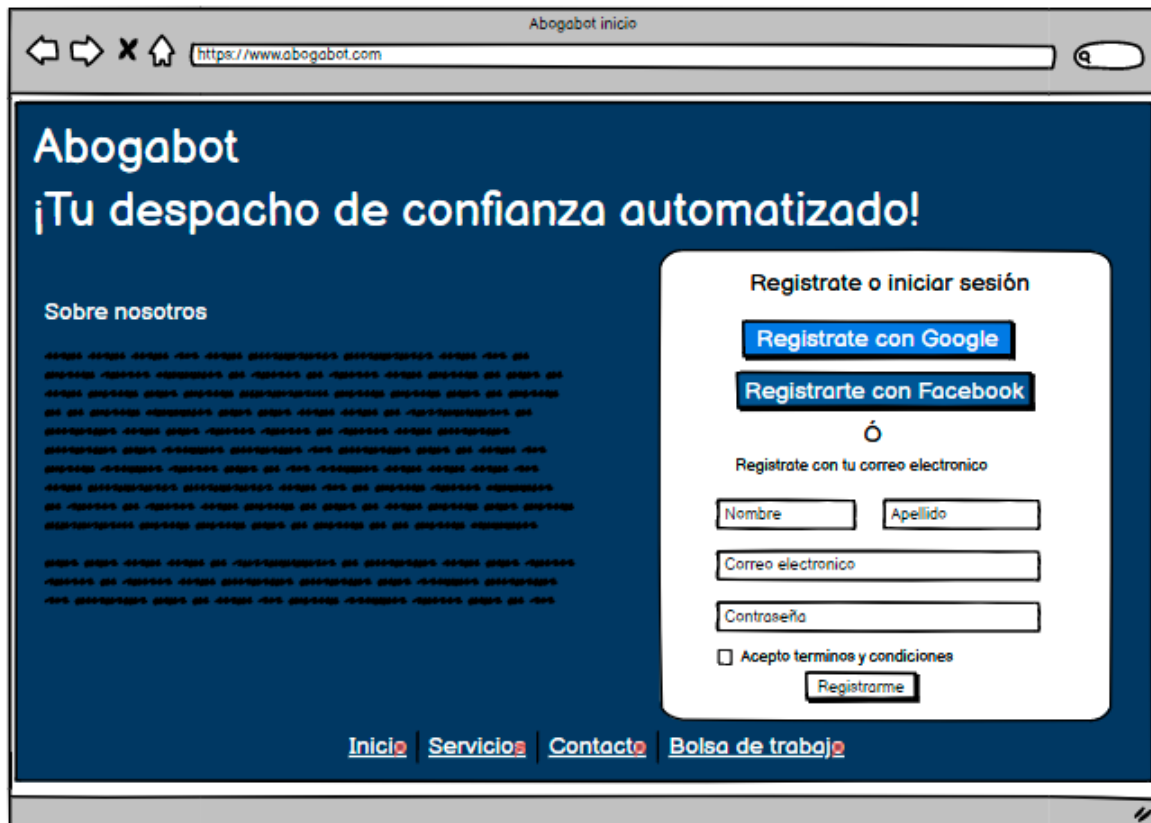 Abogabot inicio
https://www.abogabot.com
Abogabot
¡Tu despacho de confianza automatizado!
Sobre nosotros
Registrate o iniciar sesión
Registrate con Google
Registrarte con Facebook
Ó
Registrate con tu correo electronico
Nombre Apellido
Correo electronico
Contraseña
Acepto terminos y condiciones
Registrarme
Inicio Servicios Contacto Bolsa de trabajo